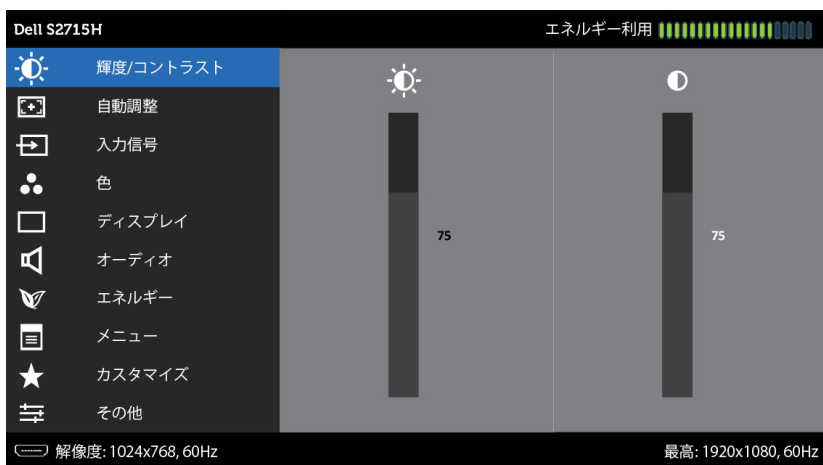 Dell S2715H エネルギー利用
輝度/コントラスト
自動調整
入力信号
色
ディスプレイ
オーディオ
エネルギー
メニュー
カスタマイズ
その他
75 75
解像度: 1024x768, 60Hz 最高: 1920x1080, 60Hz